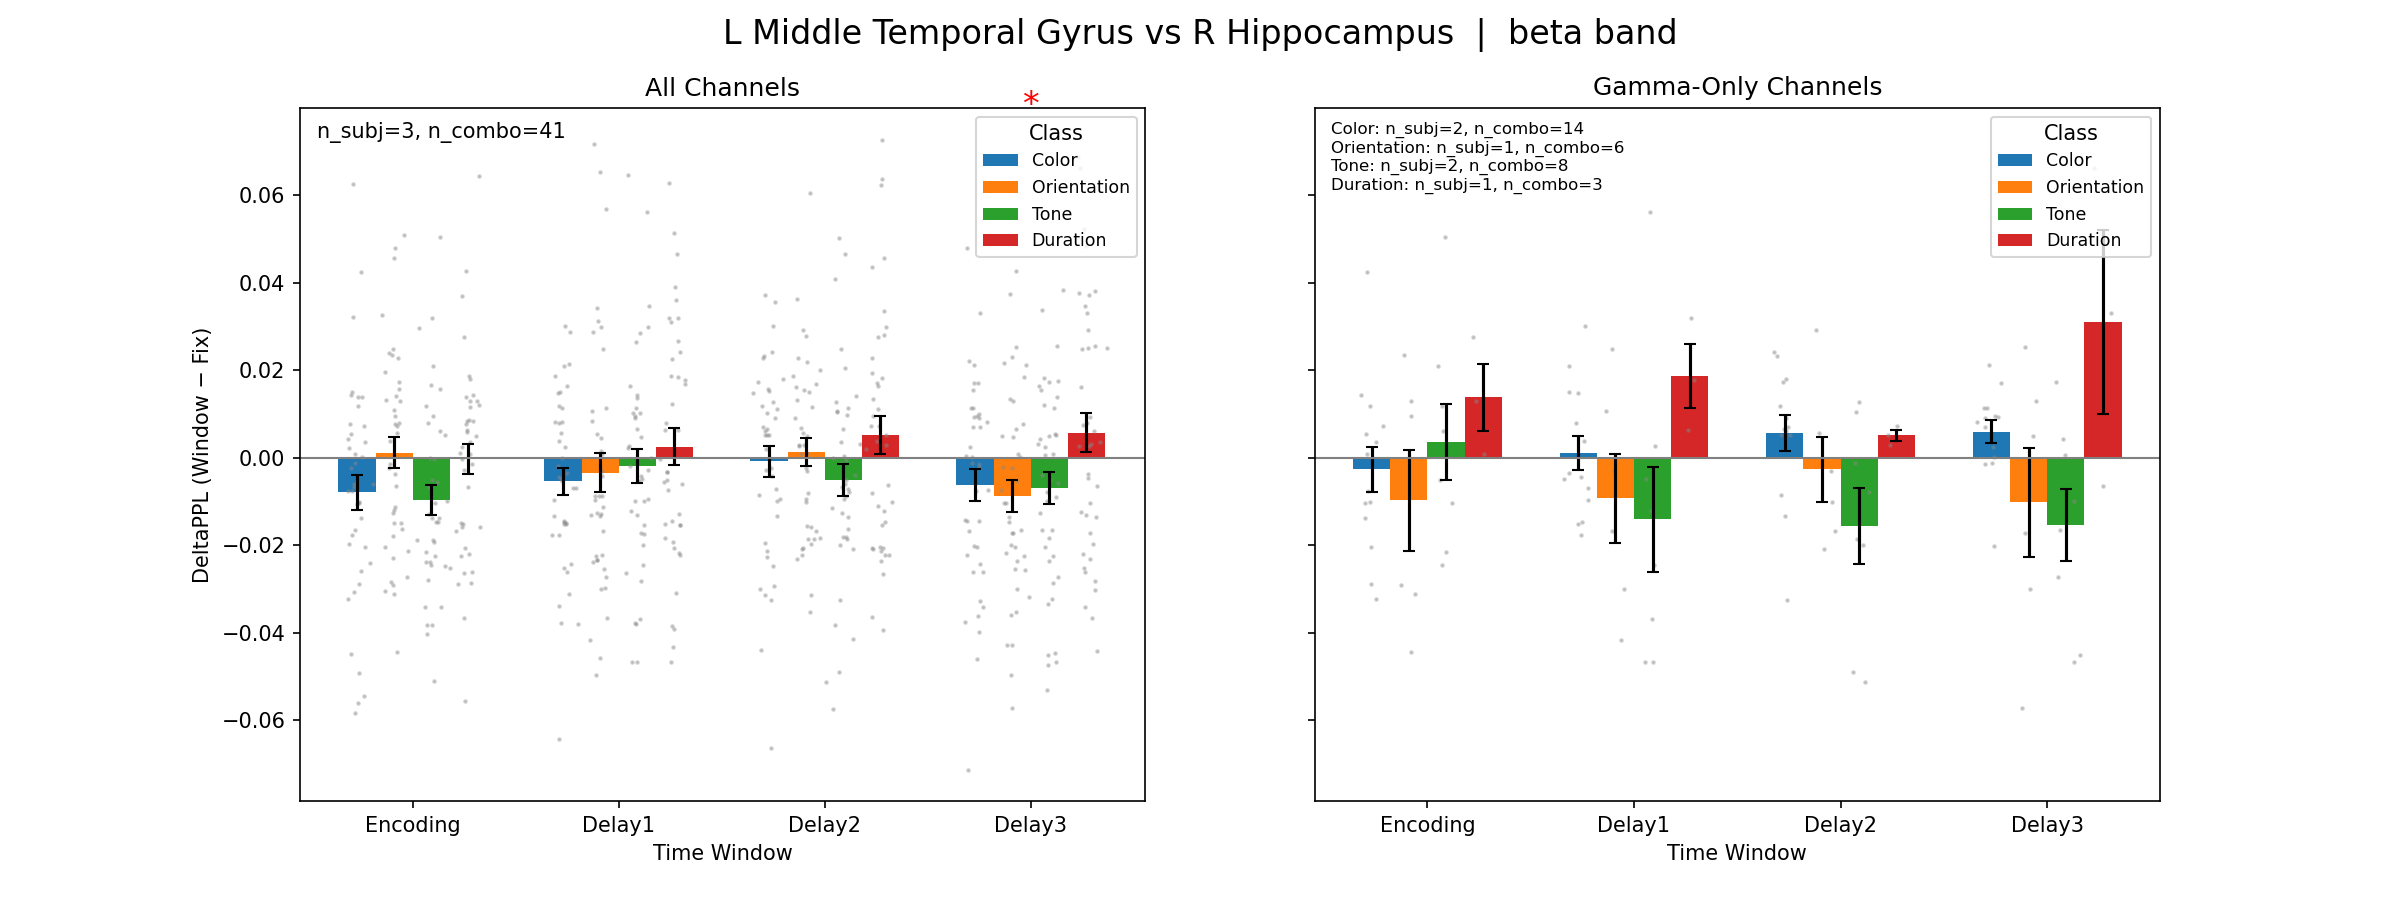 L Middle Temporal Gyrus vs R Hippocampus | beta band
All Channels
*
n_subj=3, n_combo=41
Class
Color
Orientation
Tone
Duration
DeltaPPL (Window − Fix)
0.06
0.04
0.02
0.00
−0.02
−0.04
−0.06
Encoding
Delay1
Delay2
Delay3
Time Window
Gamma-Only Channels
Color: n_subj=2, n_combo=14
Orientation: n_subj=1, n_combo=6
Tone: n_subj=2, n_combo=8
Duration: n_subj=1, n_combo=3
Class
Color
Orientation
Tone
Duration
Encoding
Delay1
Delay2
Delay3
Time Window